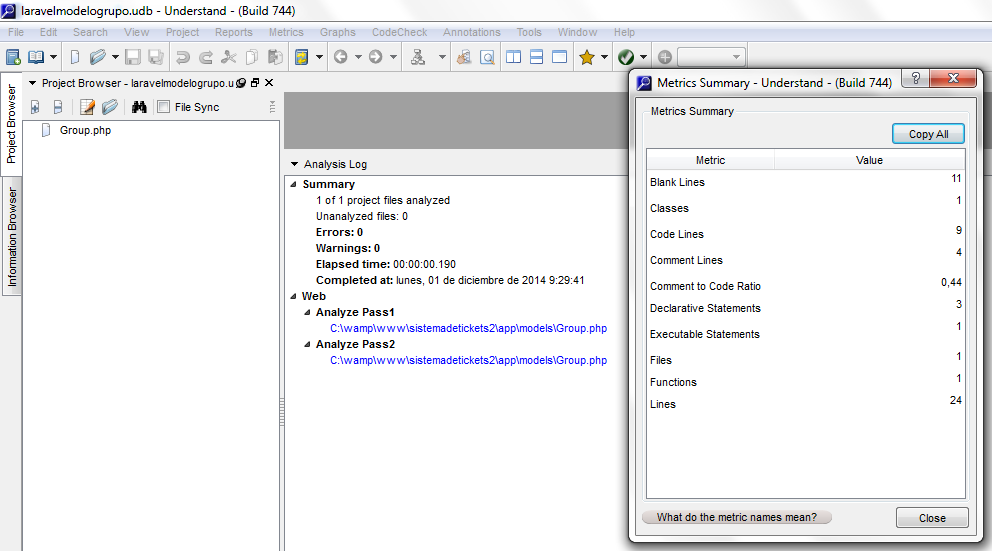 laravelmodelogrupo.udb - Understand - (Build 744)
File Edit Search View Project Reports Metrics Graphs CodeCheck Annotations Tools Window Help
Project Browser
Information Browser
Project Browser - laravelmodelogrupo.u
File Sync
Group.php
Analysis Log
Summary
1 of 1 project files analyzed
Unanalyzed files: 0
Errors: 0
Warnings: 0
Elapsed time: 00:00:00.190
Completed at: lunes, 01 de diciembre de 2014 9:29:41
Web
Analyze Pass1
C:\wamp\www\sistemadetickets2\app\models\Group.php
Analyze Pass2
C:\wamp\www\sistemadetickets2\app\models\Group.php
Metrics Summary - Understand - (Build 744)
Metrics Summary
Copy All
Metric Value
Blank Lines 11
Classes 1
Code Lines 9
Comment Lines 4
Comment to Code Ratio 0,44
Declarative Statements 3
Executable Statements 1
Files 1
Functions 1
Lines 24
What do the metric names mean?
Close